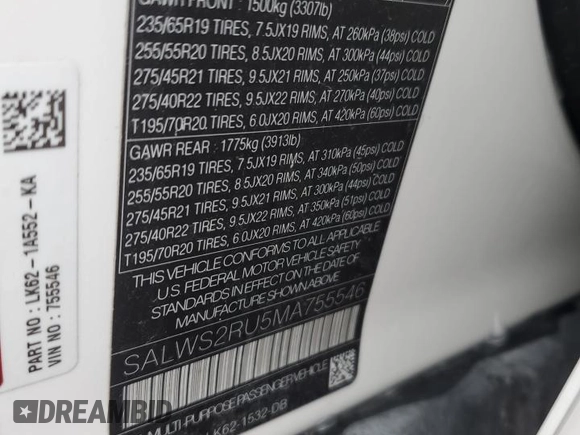 GAWR FRONT : 1500kg (3307lb)
235/65R19 TIRES, 7.5JX19 RIMS, AT 260kPa (38psi) COLD
255/55R20 TIRES, 8.5JX20 RIMS, AT 300kPa (44psi) COLD
275/45R21 TIRES, 9.5JX21 RIMS, AT 250kPa (37psi) COLD
275/40R22 TIRES, 9.5JX22 RIMS, AT 270kPa (40psi) COLD
T195/70R20 TIRES, 6.0JX20 RIMS, AT 420kPa (60psi) COLD
GAWR REAR : 1775kg (3913lb)
235/65R19 TIRES, 7.5JX19 RIMS, AT 310kPa (45psi) COLD
255/55R20 TIRES, 8.5JX20 RIMS, AT 340kPa (50psi) COLD
275/45R21 TIRES, 9.5JX21 RIMS, AT 300kPa (44psi) COLD
275/40R22 TIRES, 9.5JX22 RIMS, AT 350kPa (51psi) COLD
T195/70R20 TIRES, 6.0JX20 RIMS, AT 420kPa (60psi) COLD
THIS VEHICLE CONFORMS TO ALL APPLICABLE
U.S. FEDERAL MOTOR VEHICLE SAFETY
AND THEFT PREVENTION STANDARDS IN
EFFECT ON THE DATE OF MANUFACTURE
SHOWN ABOVE.
SALWS2RU5MA755546
MULTI-PURPOSE PASSENGER VEHICLE
LK62-1532-DB
PART NO : LK62-1A552-KA
VIN NO : 755546
DREAMBID